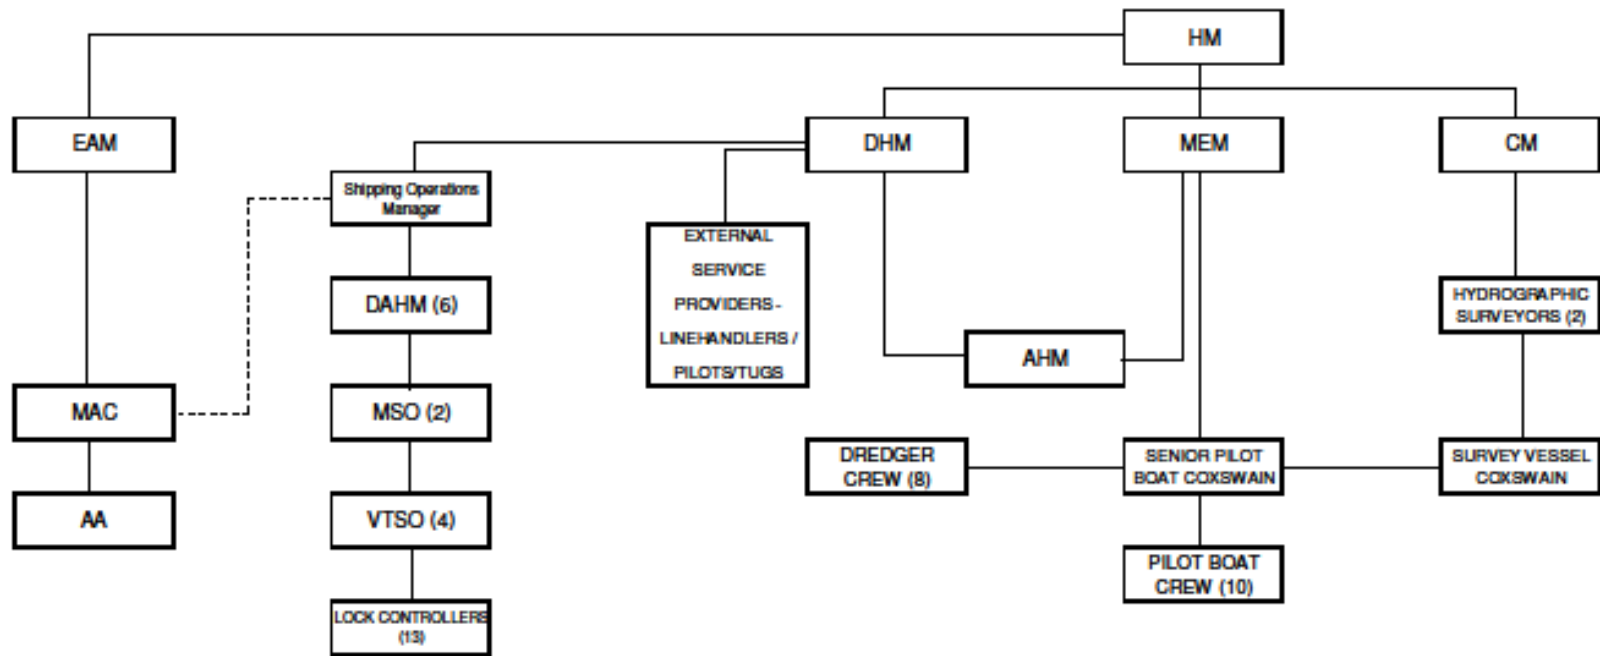 HM
EAM
DHM
MEM
CM
Shipping Operations
Manager
EXTERNAL
SERVICE
PROVIDERS -
LINEHANDLERS /
PILOTS/TUGS
DAHM (6)
HYDROGRAPHIC
SURVEYORS (2)
AHM
MAC
MSO (2)
DREDGER
CREW (8)
SENIOR PILOT
BOAT COXSWAIN
SURVEY VESSEL
COXSWAIN
AA
VTSO (4)
PILOT BOAT
CREW (10)
LOCK CONTROLLERS
(13)